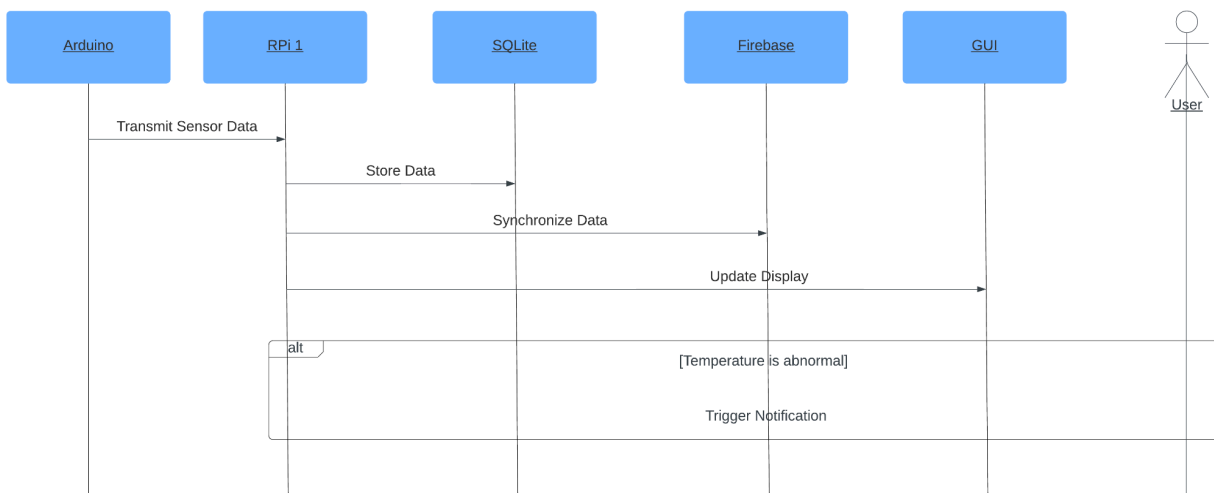 Arduino
RPi 1
SQLite
Firebase
GUI
User
Transmit Sensor Data
Store Data
Synchronize Data
Update Display
alt
[Temperature is abnormal]
Trigger Notification